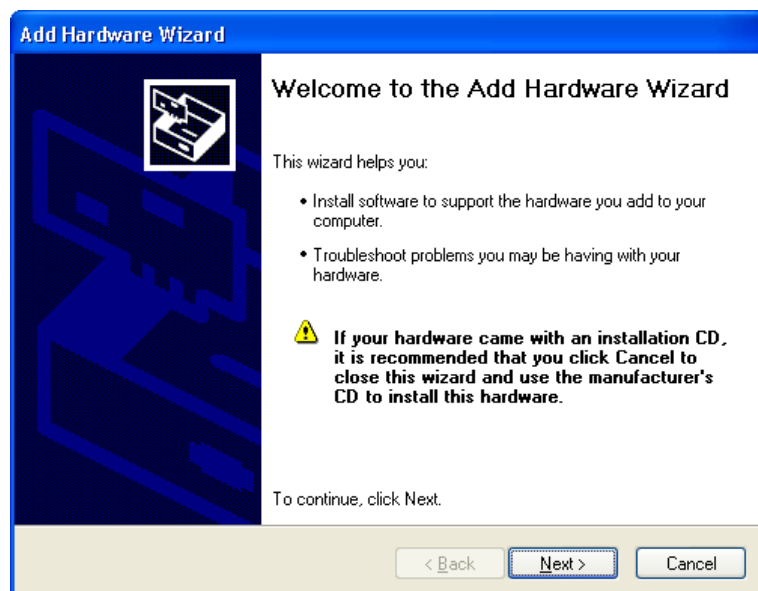 Add Hardware Wizard
Welcome to the Add Hardware Wizard
This wizard helps you:
• Install software to support the hardware you add to your
computer.
• Troubleshoot problems you may be having with your
hardware.
If your hardware came with an installation CD,
it is recommended that you click Cancel to
close this wizard and use the manufacturer's
CD to install this hardware.
To continue, click Next.
< Back Next > Cancel